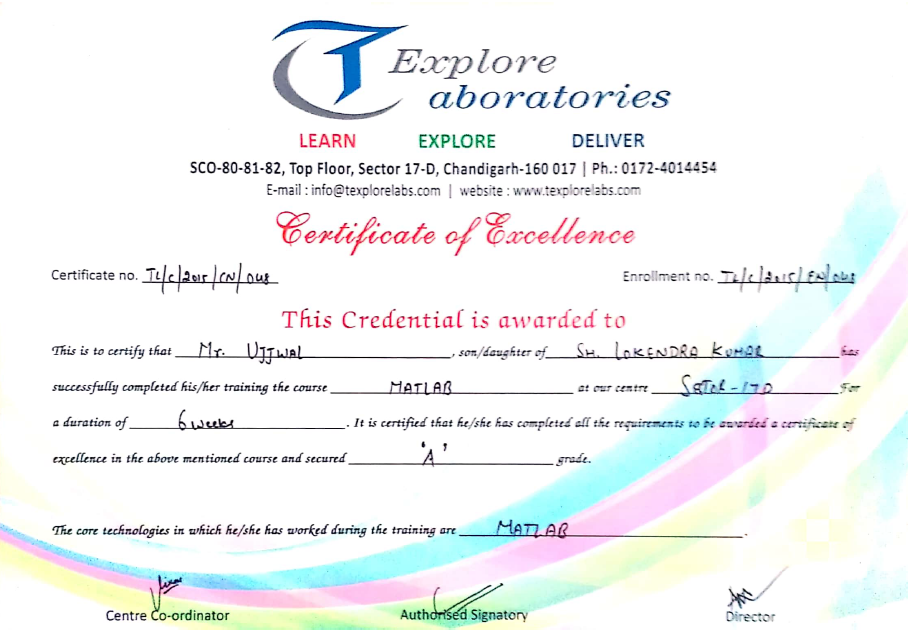 T Explore
Laboratories
LEARN EXPLORE DELIVER
SCO-80-81-82, Top Floor, Sector 17-D, Chandigarh-160 017 | Ph.: 0172-4014454
E-mail : info@texplorelabs.com | website : www.texplorelabs.com
Certificate of Excellence
Certificate no. TL/C/2015/CN/048 Enrollment no. TL/C/2015/EN/048
This Credential is awarded to
This is to certify that Mr. UJJWAL, son/daughter of SH. LOKENDRA KUMAR has
successfully completed his/her training the course MATLAB at our centre For
a duration of 6 weeks. It is certified that he/she has completed all the requirements to be awarded a certificate of
excellence in the above mentioned course and secured 'A' grade.
The core technologies in which he/she has worked during the training are MATLAB.
Centre Co-ordinator Authorised Signatory Director